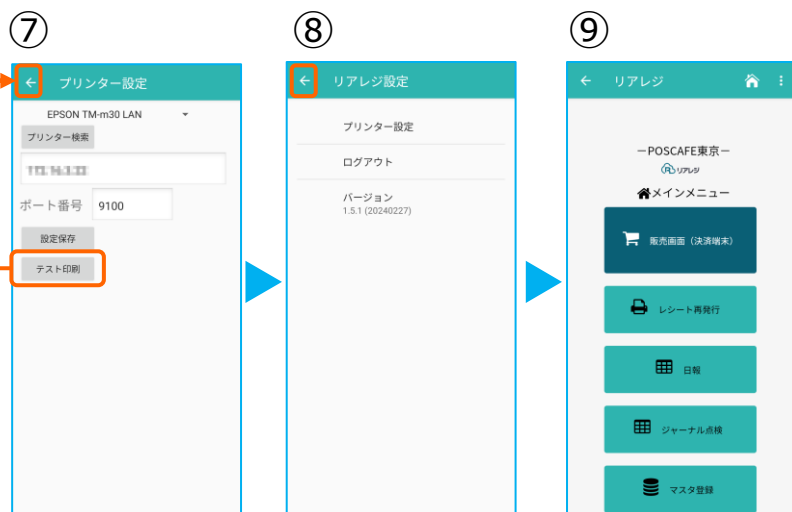 ⑦
プリンター設定
EPSON TM-m30 LAN
プリンター検索
ポート番号 9100
設定保存
テスト印刷
⑧
リアレジ設定
プリンター設定
ログアウト
バージョン
1.5.1 (20240227)
⑨
リアレジ
－POSCAFE東京－
リアレジ
メインメニュー
販売画面（決済端末）
レシート再発行
日報
ジャーナル点検
マスタ登録